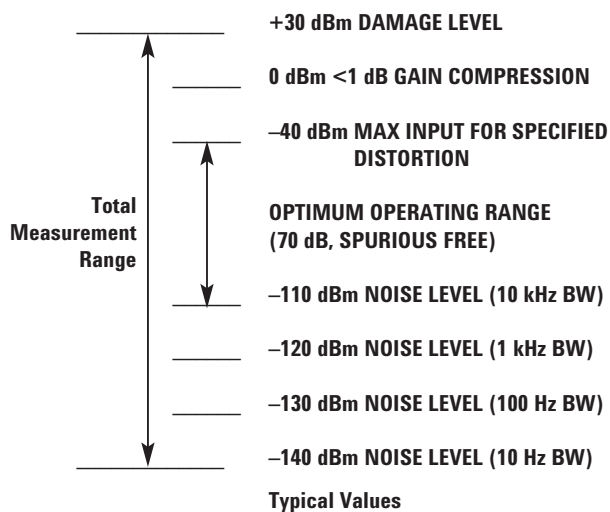 +30 dBm DAMAGE LEVEL
0 dBm <1 dB GAIN COMPRESSION
–40 dBm MAX INPUT FOR SPECIFIED
DISTORTION
Total
Measurement
Range
OPTIMUM OPERATING RANGE
(70 dB, SPURIOUS FREE)
–110 dBm NOISE LEVEL (10 kHz BW)
–120 dBm NOISE LEVEL (1 kHz BW)
–130 dBm NOISE LEVEL (100 Hz BW)
–140 dBm NOISE LEVEL (10 Hz BW)
Typical Values